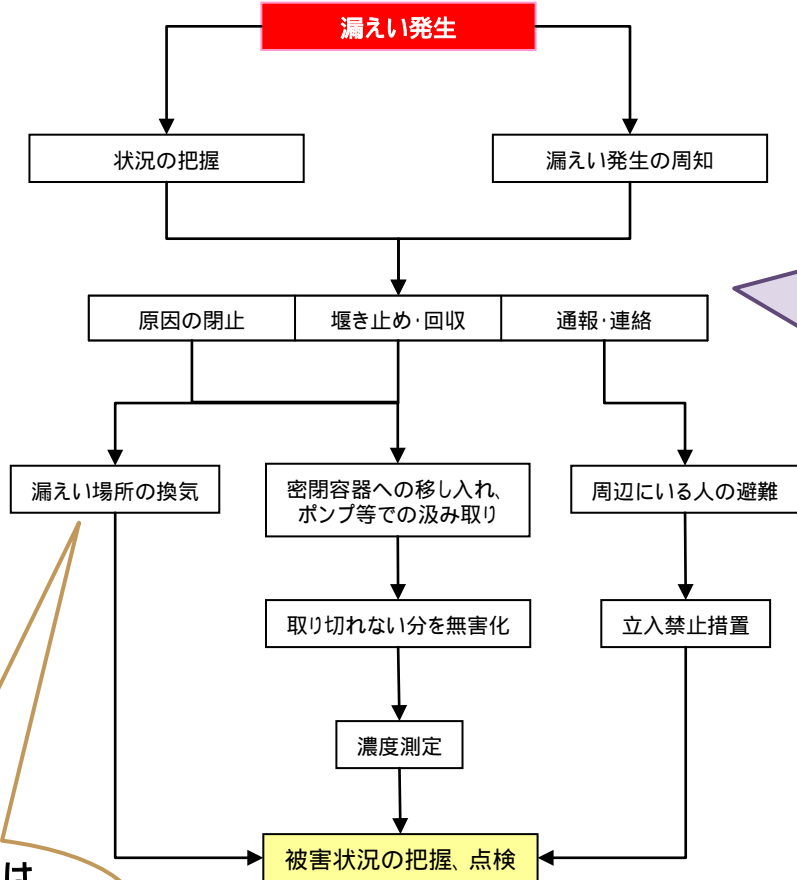 漏えい発生
状況の把握
漏えい発生の周知
原因の閉止
堰き止め・回収
通報・連絡
漏えい場所の換気
密閉容器への移し入れ、
ポンプ等での汲み取り
周辺にいる人の避難
取り切れない分を無害化
立入禁止措置
濃度測定
被害状況の把握、点検
は